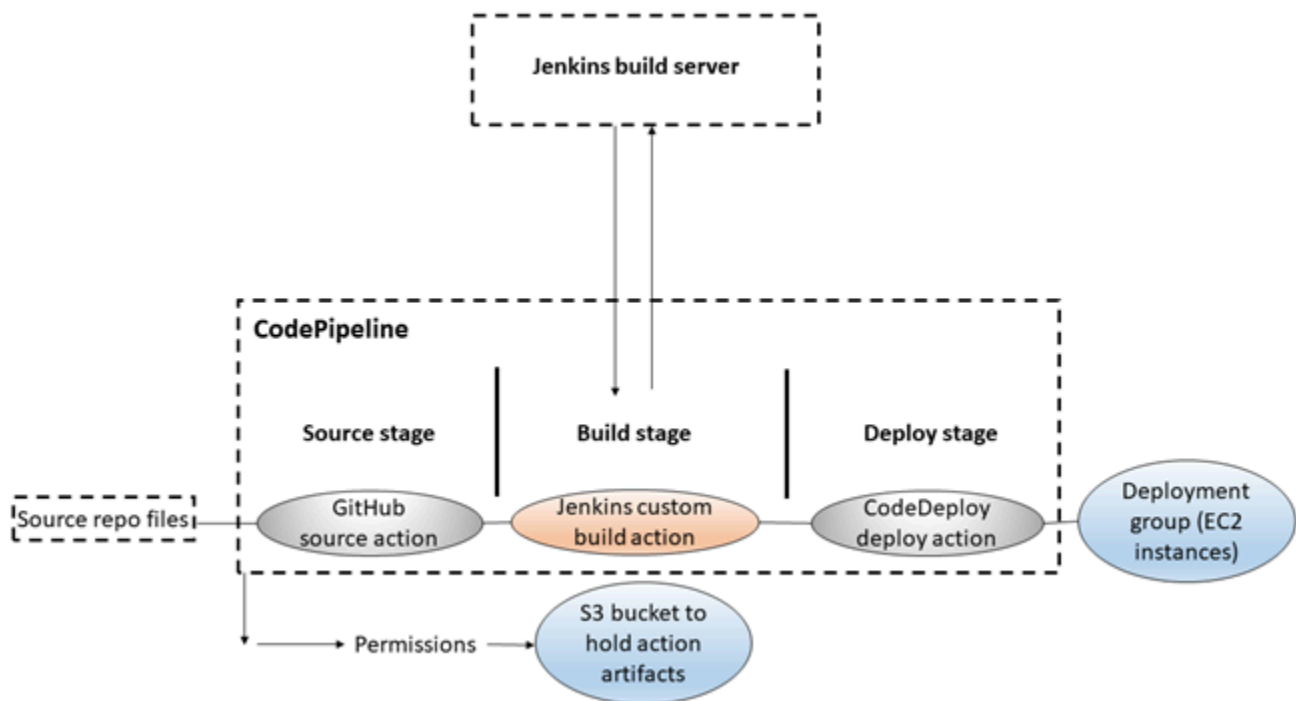 Jenkins build server
CodePipeline
Source stage
Build stage
Deploy stage
Source repo files
GitHub
source action
Jenkins custom
build action
CodeDeploy
deploy action
Deployment
group (EC2
instances)
Permissions
S3 bucket to
hold action
artifacts